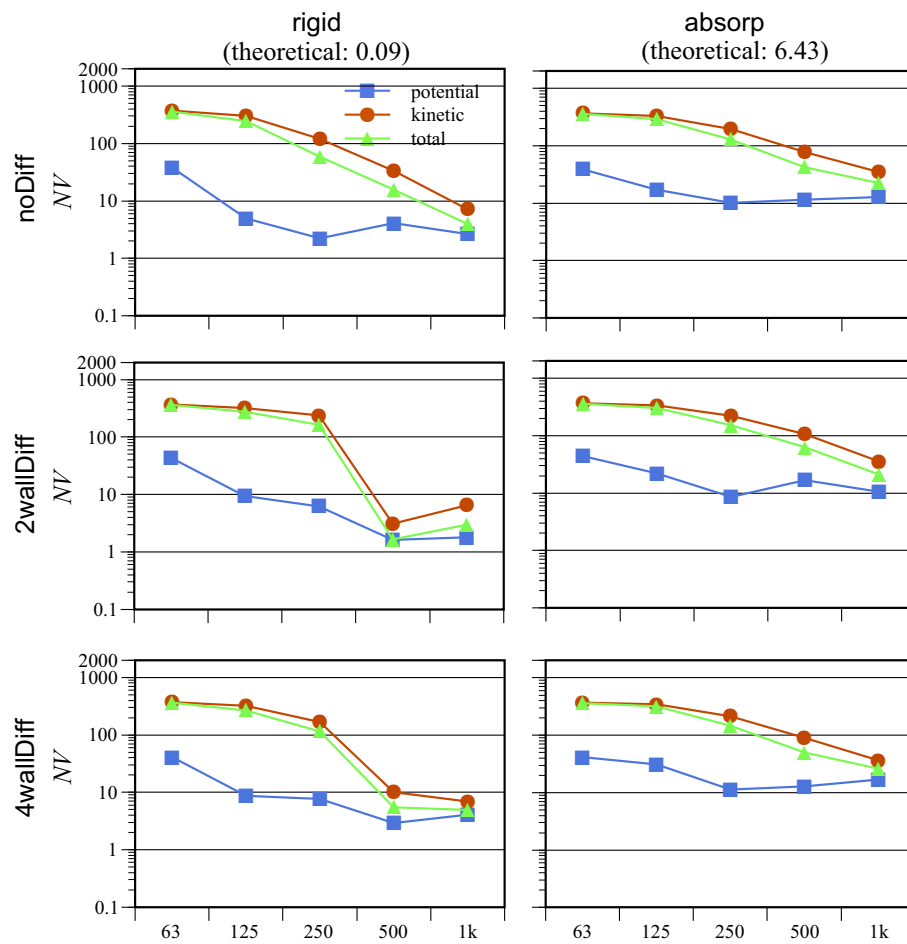 rigid
(theoretical: 0.09)
absorp
(theoretical: 6.43)
noDiff
NV
2000
1000
100
10
1
0.1
potential
kinetic
total
2wallDiff
NV
2000
1000
100
10
1
0.1
4wallDiff
NV
2000
1000
100
10
1
0.1
63 125 250 500 1k
63 125 250 500 1k